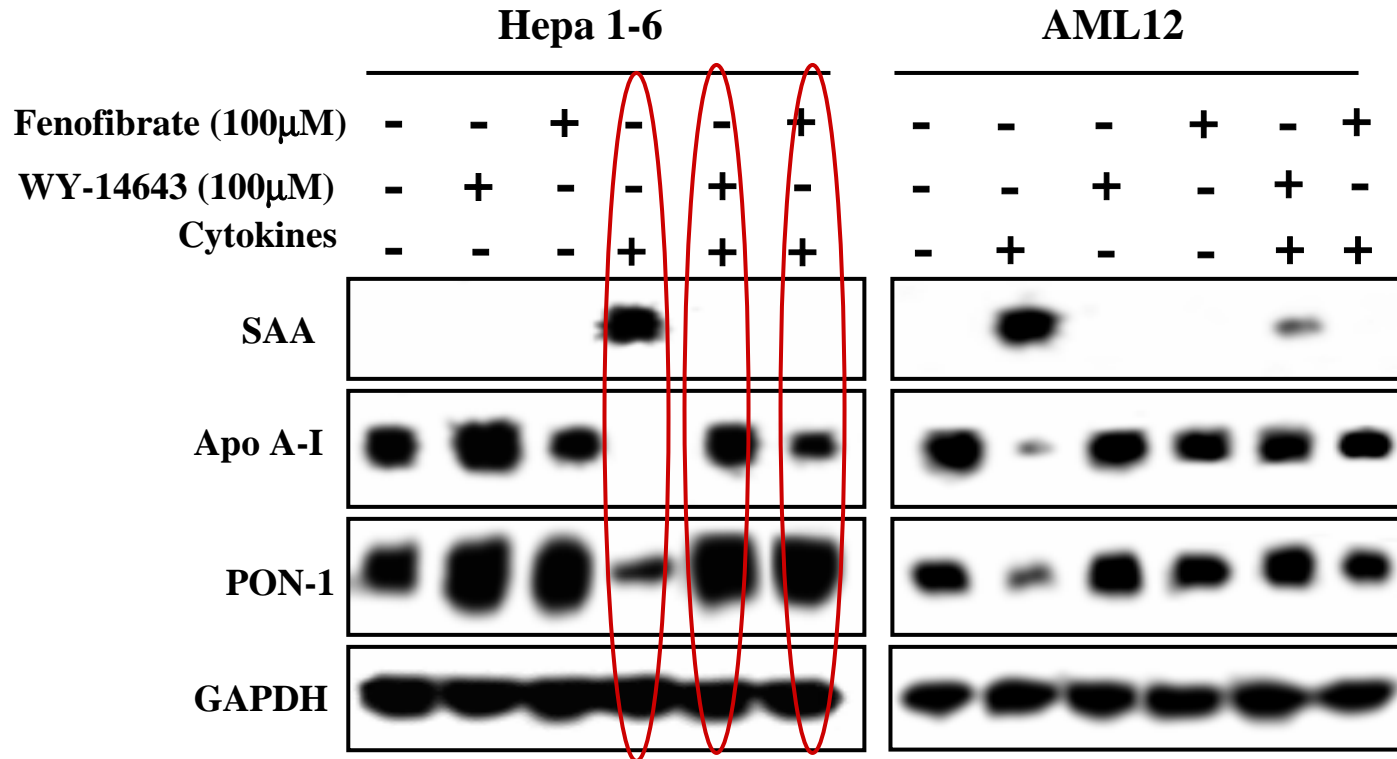 Hepa 1-6 AML12
Fenofibrate (100μM) - - + - - + - - - + - +
WY-14643 (100μM) - + - - + - - - + - + -
Cytokines - - - + + + - + - - + +
SAA
Apo A-I
PON-1
GAPDH